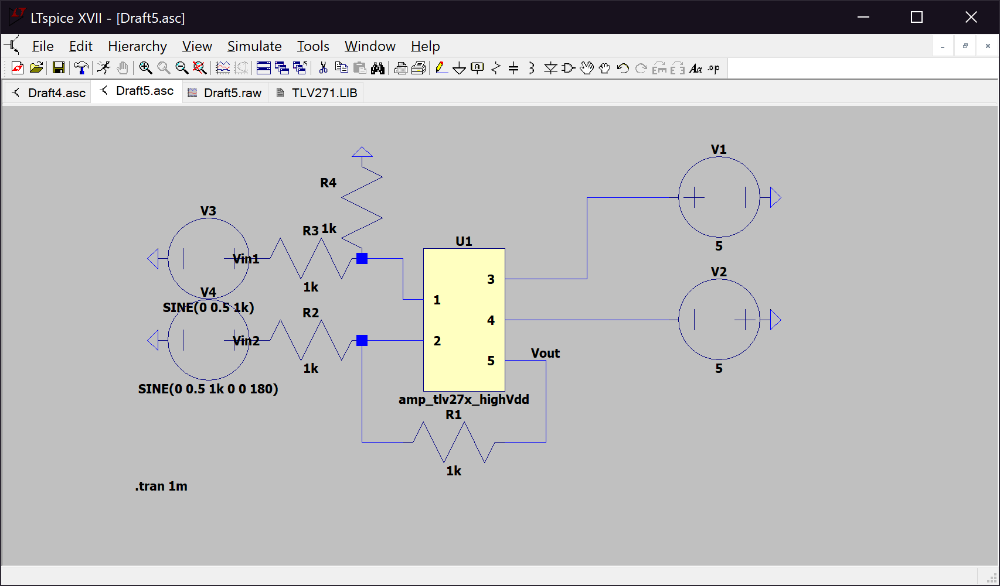 LTspice XVII - [Draft5.asc]
File Edit Hierarchy View Simulate Tools Window Help
Draft4.asc Draft5.asc Draft5.raw TLV271.LIB
V1
R4
V3
R3 1k
U1
5
Vin1
V2
3
1k
V4
1
SINE(0 0.5 1k)
R2
4
Vin2
2
Vout
5
1k
5
SINE(0 0.5 1k 0 0 180)
amp_tlv27x_highVdd
R1
1k
.tran 1m